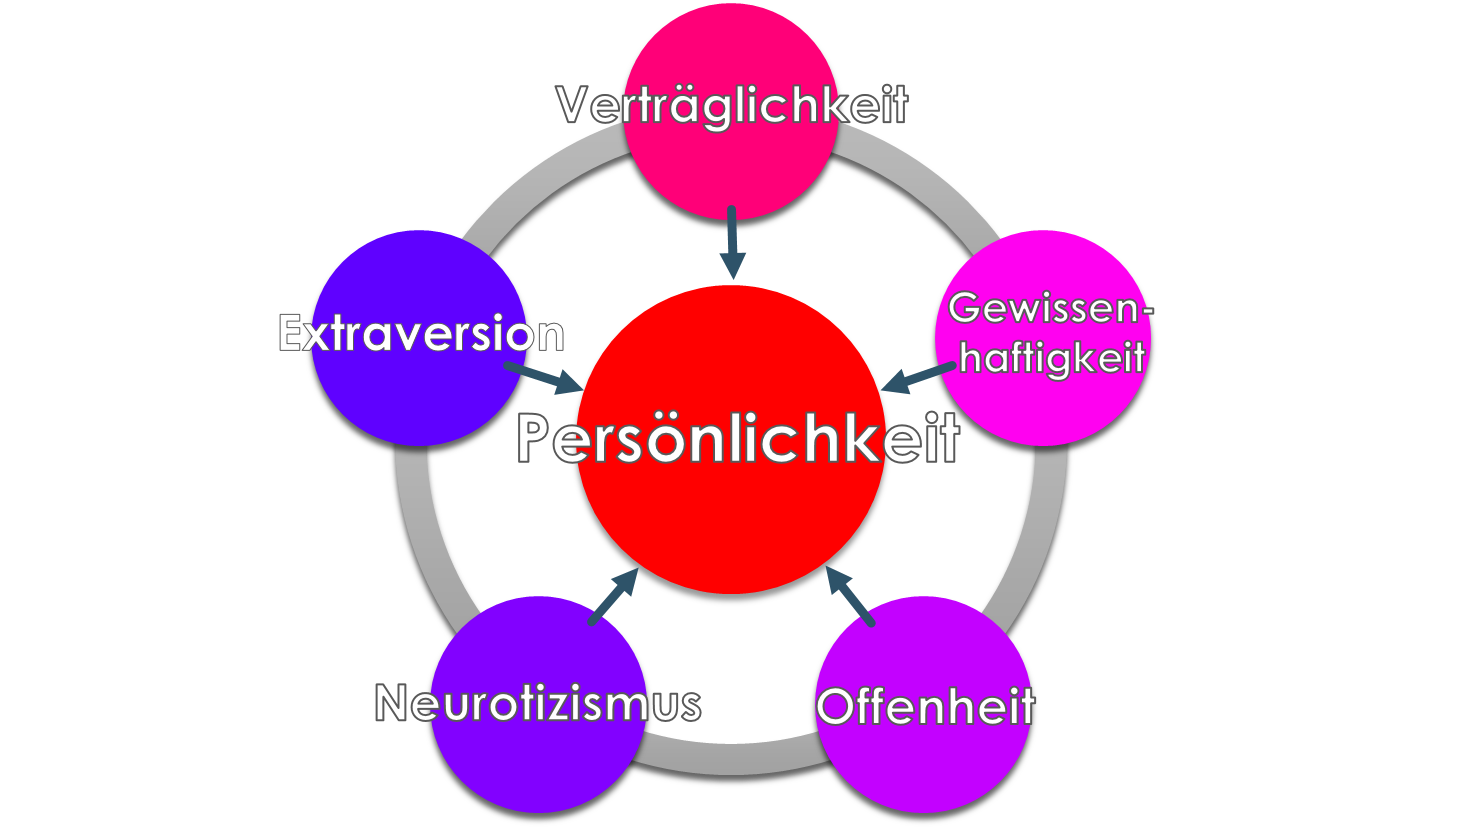 Verträglichkeit
Extraversion
Gewissen-
haftigkeit
Persönlichkeit
Neurotizismus
Offenheit